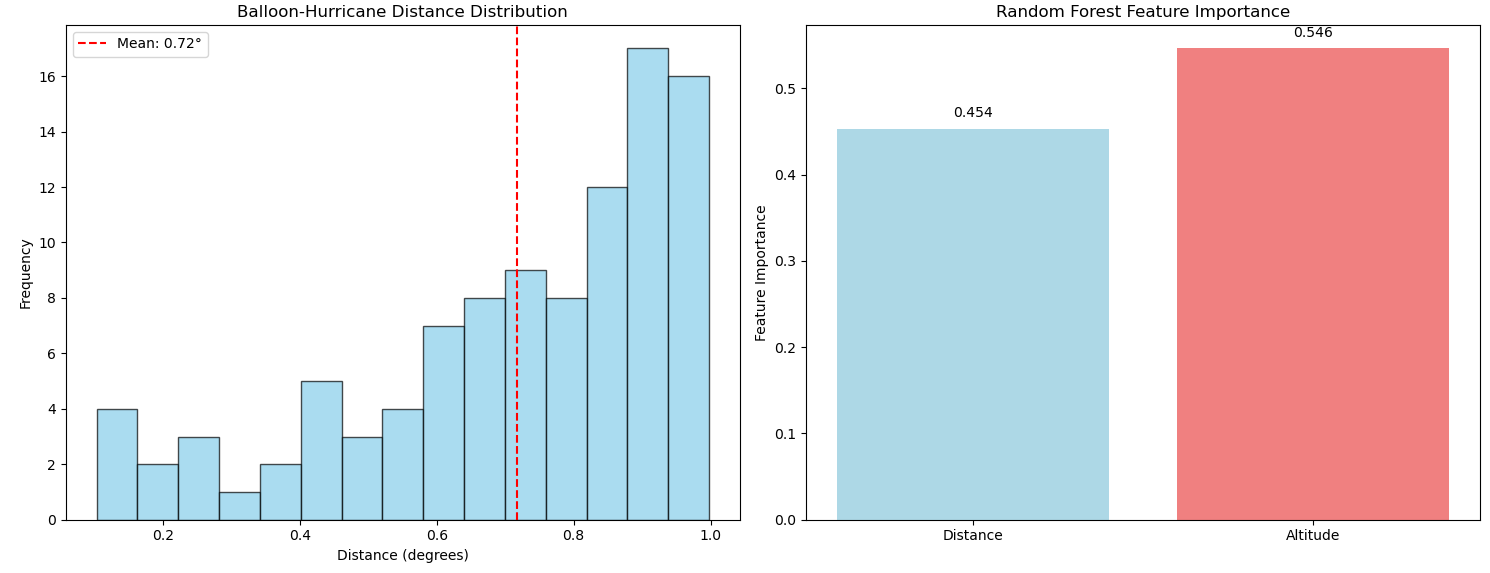 Balloon-Hurricane Distance Distribution
Mean: 0.72°
Frequency
16
14
12
10
8
6
4
2
0
0.2
0.4
0.6
0.8
1.0
Distance (degrees)
Random Forest Feature Importance
Feature Importance
0.5
0.4
0.3
0.2
0.1
0.0
0.454
0.546
Distance
Altitude